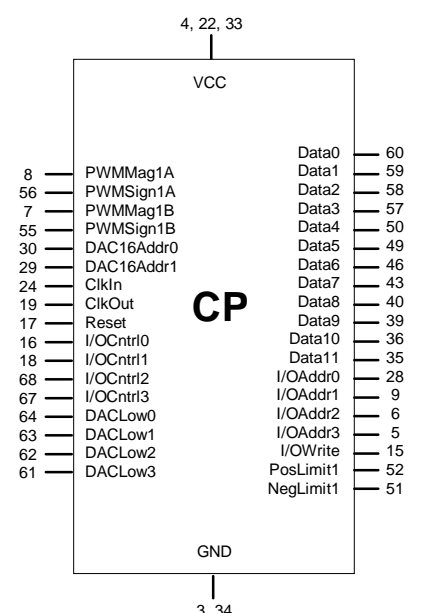 4, 22, 33
VCC
8 PWMMag1A
56 PWMSign1A
7 PWMMag1B
55 PWMSign1B
30 DAC16Addr0
29 DAC16Addr1
24 ClkIn
19 ClkOut
17 Reset
16 I/OCntrl0
18 I/OCntrl1
68 I/OCntrl2
67 I/OCntrl3
64 DACLow0
63 DACLow1
62 DACLow2
61 DACLow3
CP
Data0 60
Data1 59
Data2 58
Data3 57
Data4 50
Data5 49
Data6 46
Data7 43
Data8 40
Data9 39
Data10 36
Data11 35
I/OAddr0 28
I/OAddr1 9
I/OAddr2 6
I/OAddr3 5
I/OWrite 15
PosLimit1 52
NegLimit1 51
GND
3, 34